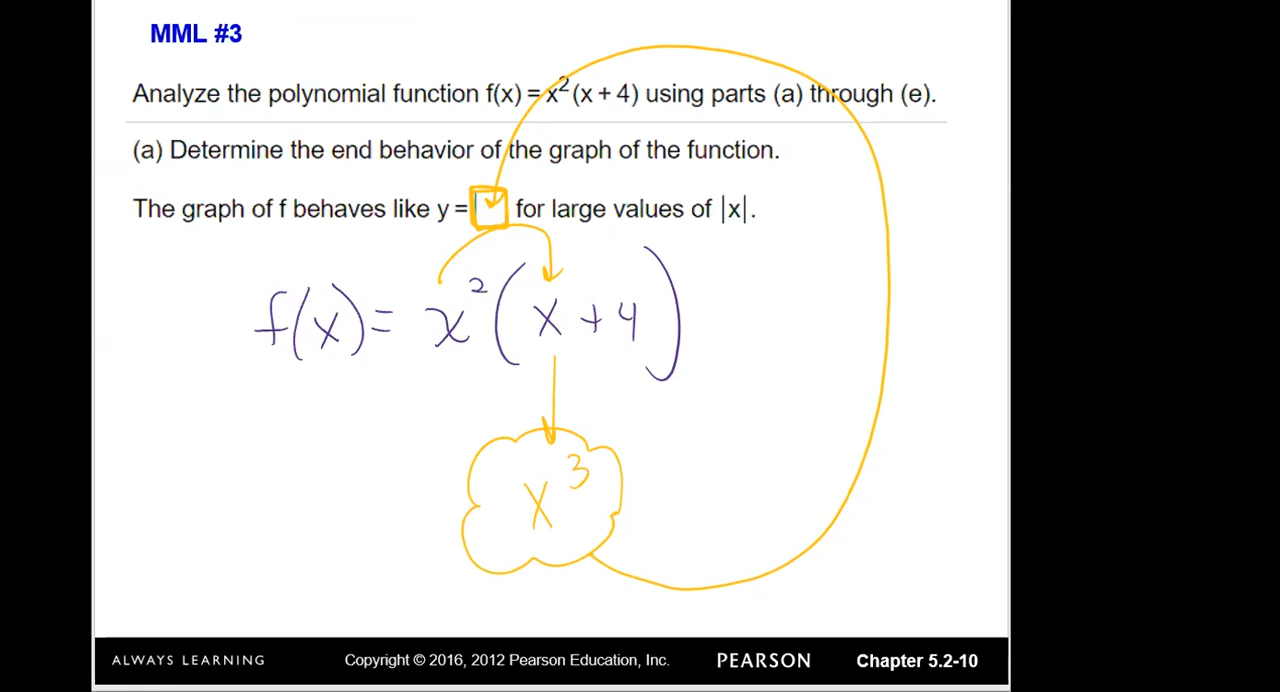 MML #3
Analyze the polynomial function f(x) = x²(x + 4) using parts (a) through (e).
(a) Determine the end behavior of the graph of the function.
The graph of f behaves like y = for large values of |x|.
f(x) = x²(x + 4)
x³
ALWAYS LEARNING Copyright © 2016, 2012 Pearson Education, Inc. PEARSON Chapter 5.2-10